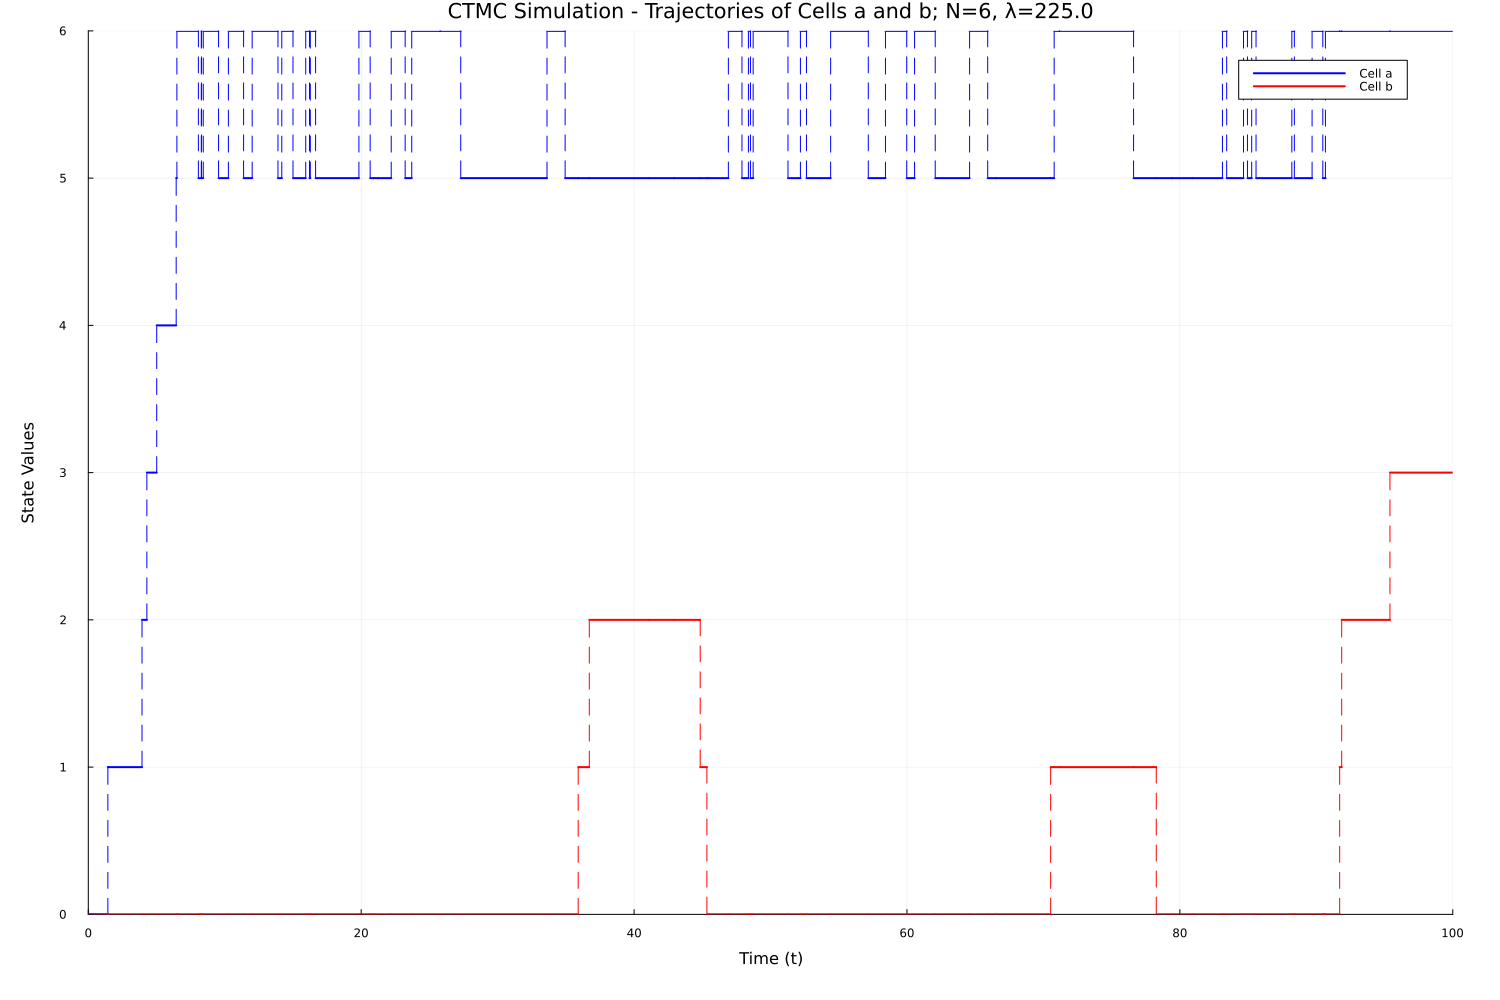 CTMC Simulation - Trajectories of Cells a and b; N=6, λ=225.0
6
Cell a
Cell b
5
4
State Values
3
2
1
0
0 20 40 60 80 100
Time (t)